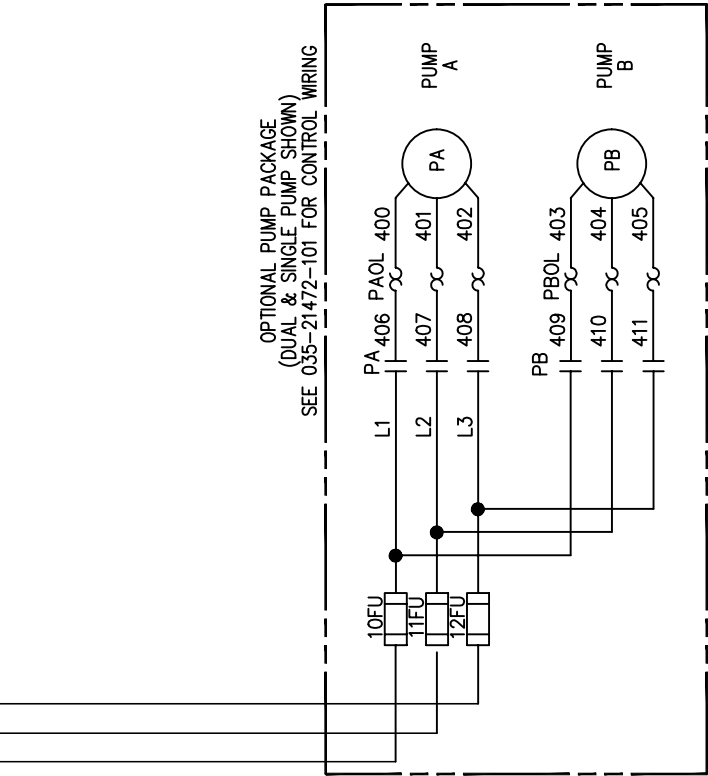 OPTIONAL PUMP PACKAGE
(DUAL & SINGLE PUMP SHOWN)
SEE 035-21472-101 FOR CONTROL WIRING
10FU
11FU
12FU
L1
L2
L3
PA
406
407
408
PAOL
400
401
402
PA
PUMP
A
PB
409
410
411
PBOL
403
404
405
PB
PUMP
B